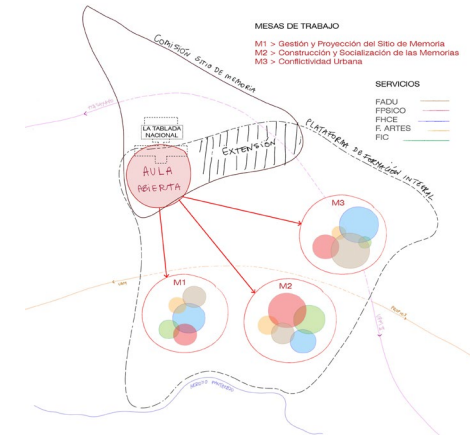 MESAS DE TRABAJO
M1 > Gestión y Proyección del Sitio de Memoria
M2 > Construcción y Socialización de las Memorias
M3 > Conflictividad Urbana
SERVICIOS
FADU
FPSICO
FHCE
F. ARTES
FIC
COMISIÓN SITIO DE MEMORIA
LA TABLADA
NACIONAL
EXTENSIÓN
PLATAFORMA DE FORMACIÓN INTEGRAL
AULA
ABIERTA
M3
M1
M2